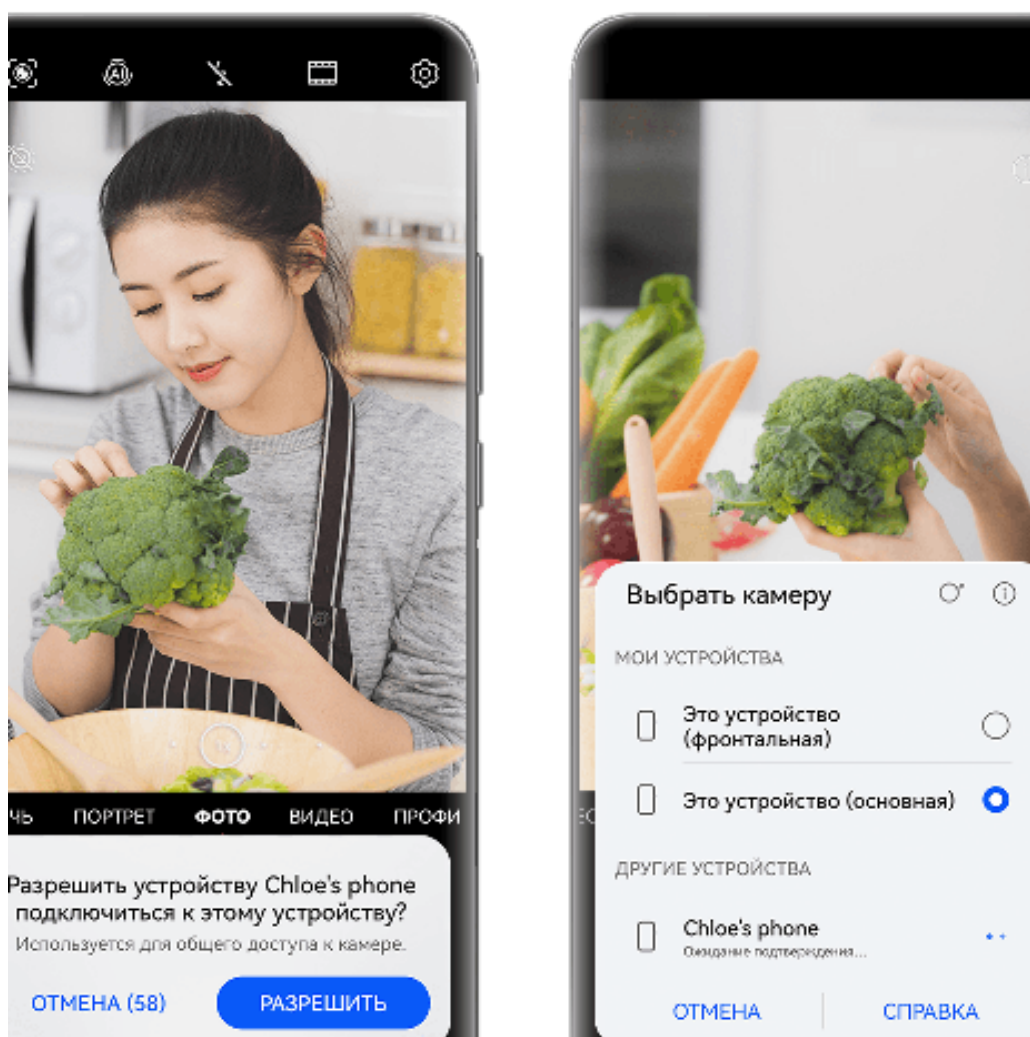 AI
1x
ЧЬ ПОРТРЕТ ФОТО ВИДЕО ПРОФИ
Разрешить устройству Chloe's phone
подключиться к этому устройству?
Используется для общего доступа к камере.
ОТМЕНА (58) РАЗРЕШИТЬ
Выбрать камеру
МОИ УСТРОЙСТВА
Это устройство
(фронтальная)
Это устройство (основная)
ДРУГИЕ УСТРОЙСТВА
Chloe's phone
Ожидание подтверждения...
ОТМЕНА СПРАВКА